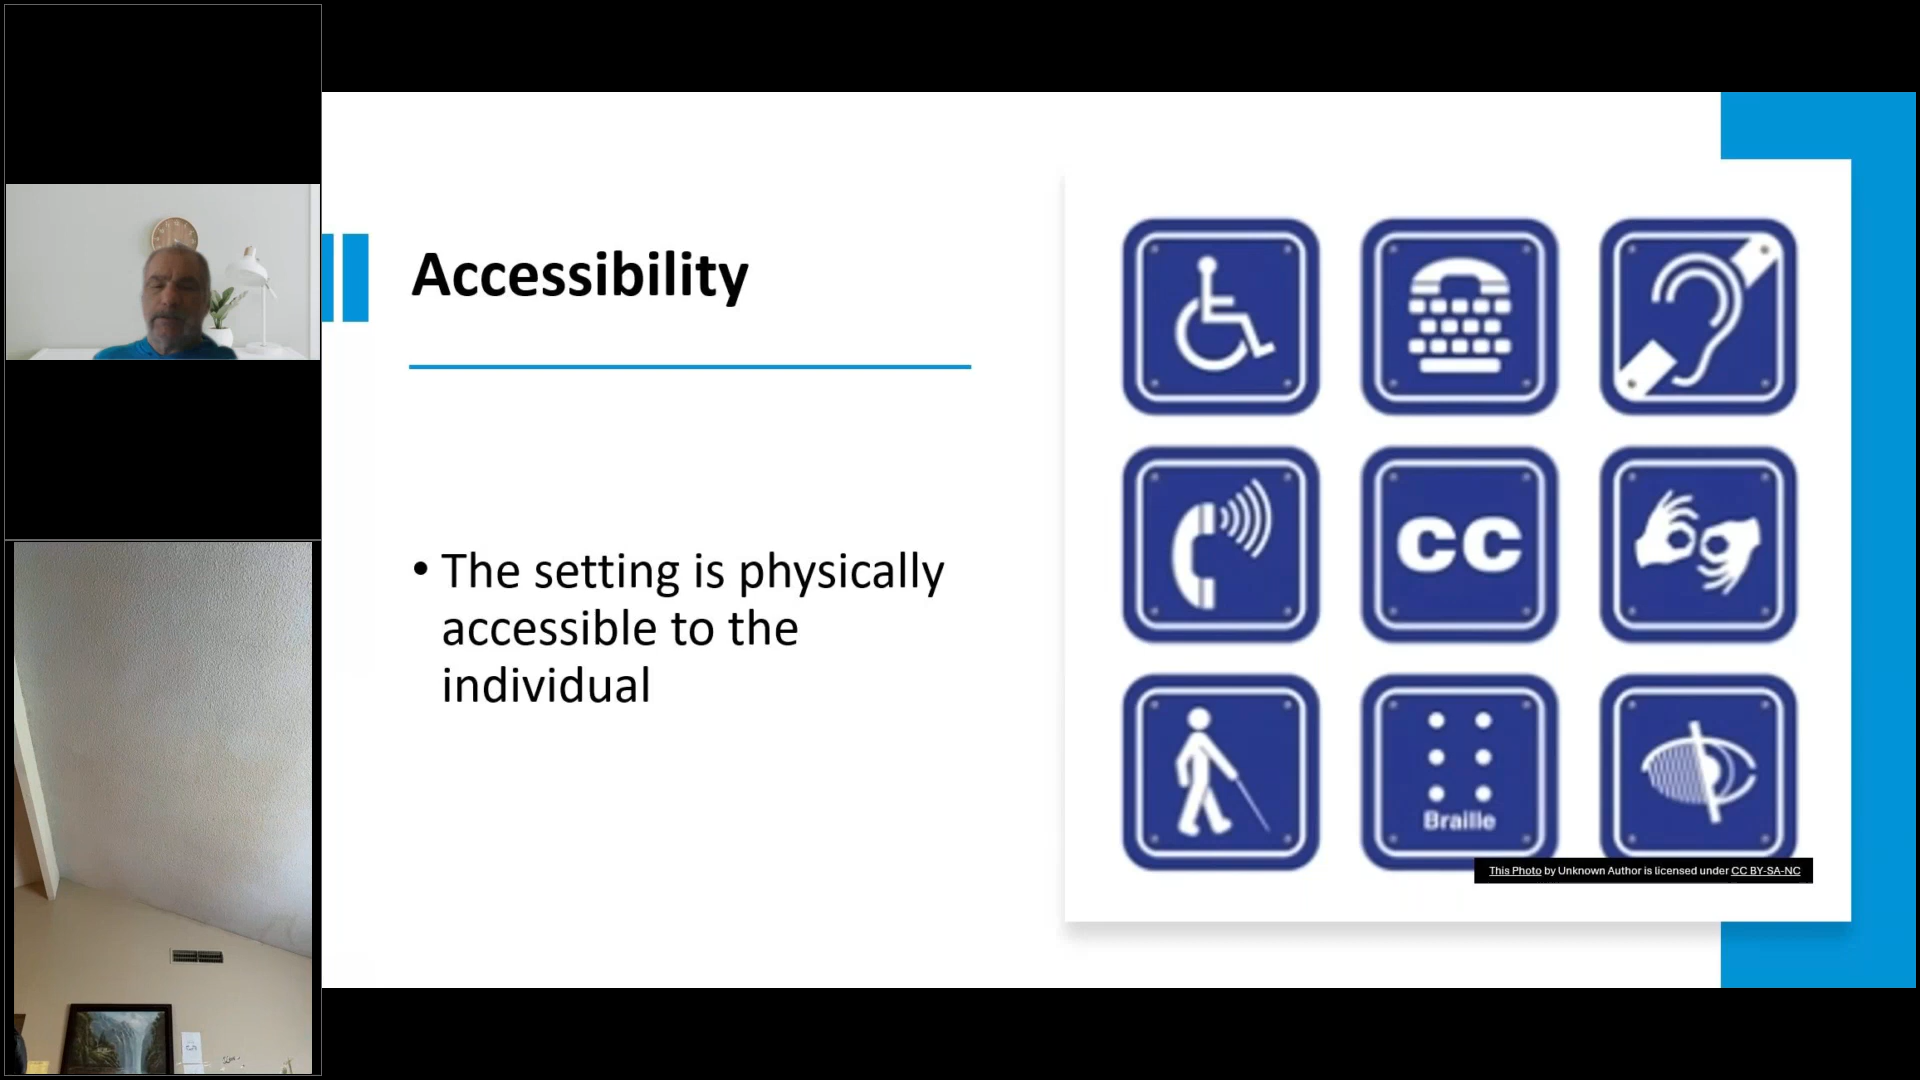 Accessibility
• The setting is physically
accessible to the
individual
CC
Braille
This Photo by Unknown Author is licensed under CC BY-SA-NC